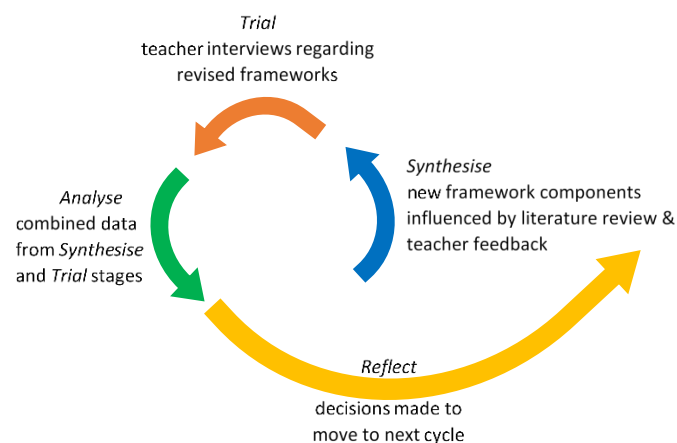 Trial
teacher interviews regarding
revised frameworks
Synthesise
new framework components
influenced by literature review &
teacher feedback
Analyse
combined data
from Synthesise
and Trial stages
Reflect
decisions made to
move to next cycle